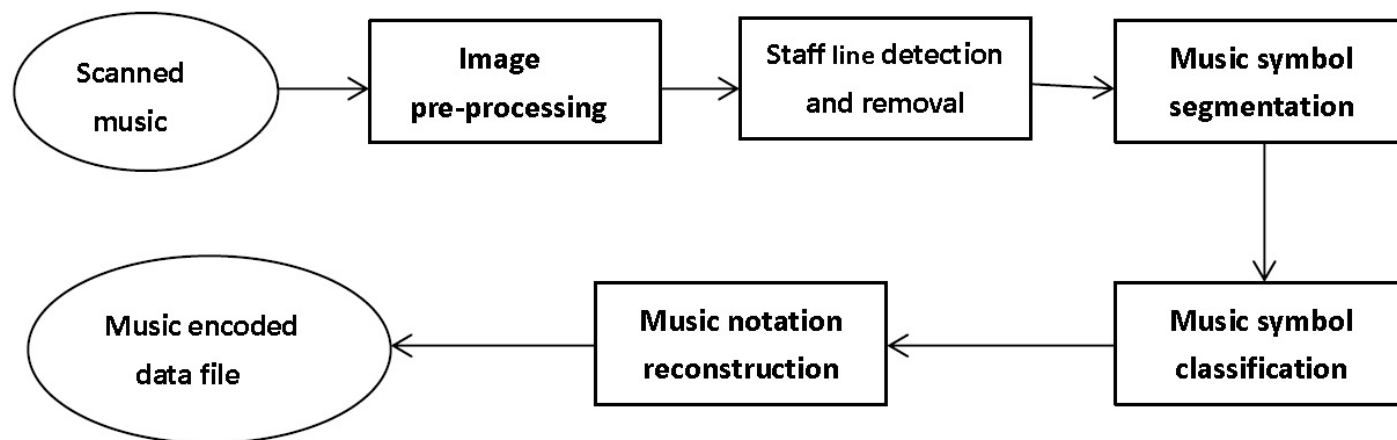 Scanned
music
Image
pre-processing
Staff line detection
and removal
Music symbol
segmentation
Music symbol
classification
Music notation
reconstruction
Music encoded
data file